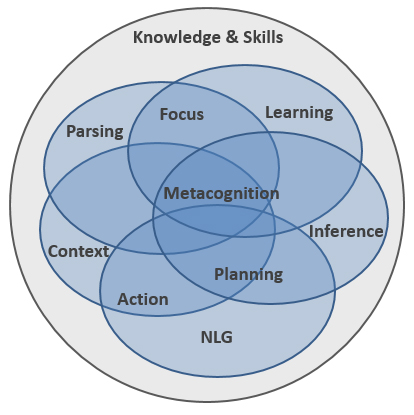 Knowledge & Skills
Focus
Learning
Parsing
Metacognition
Inference
Context
Planning
Action
NLG